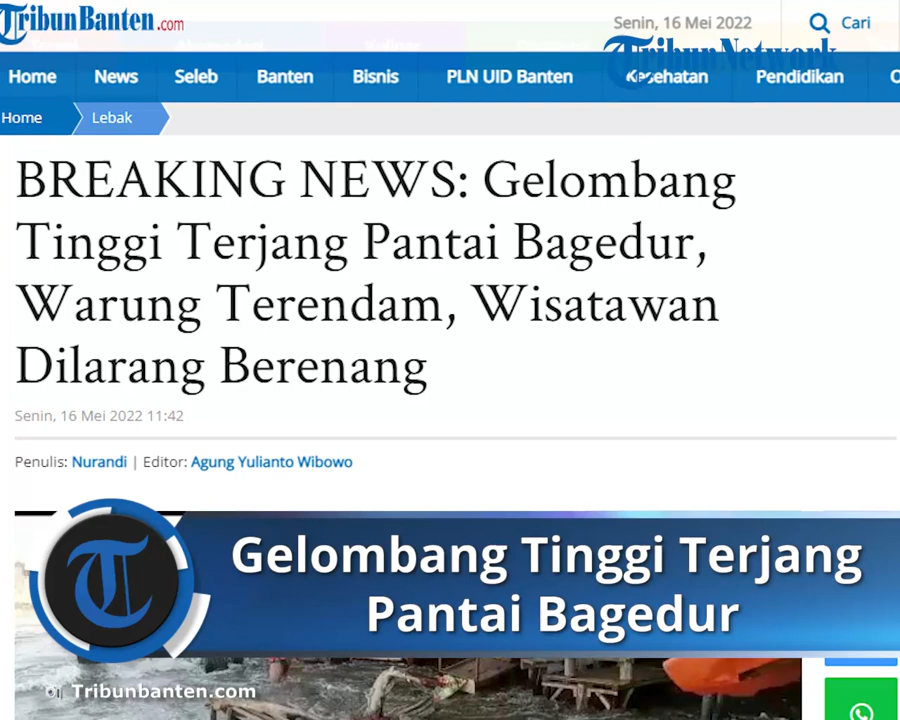 TribunBanten.com
Senin, 16 Mei 2022
Cari
TribunNetwork
Home News Seleb Banten Bisnis PLN UID Banten Kesehatan Pendidikan
Home Lebak
BREAKING NEWS: Gelombang
Tinggi Terjang Pantai Bagedur,
Warung Terendam, Wisatawan
Dilarang Berenang
Senin, 16 Mei 2022 11:42
Penulis: Nurandi | Editor: Agung Yulianto Wibowo
Gelombang Tinggi Terjang
Pantai Bagedur
Tribunbanten.com